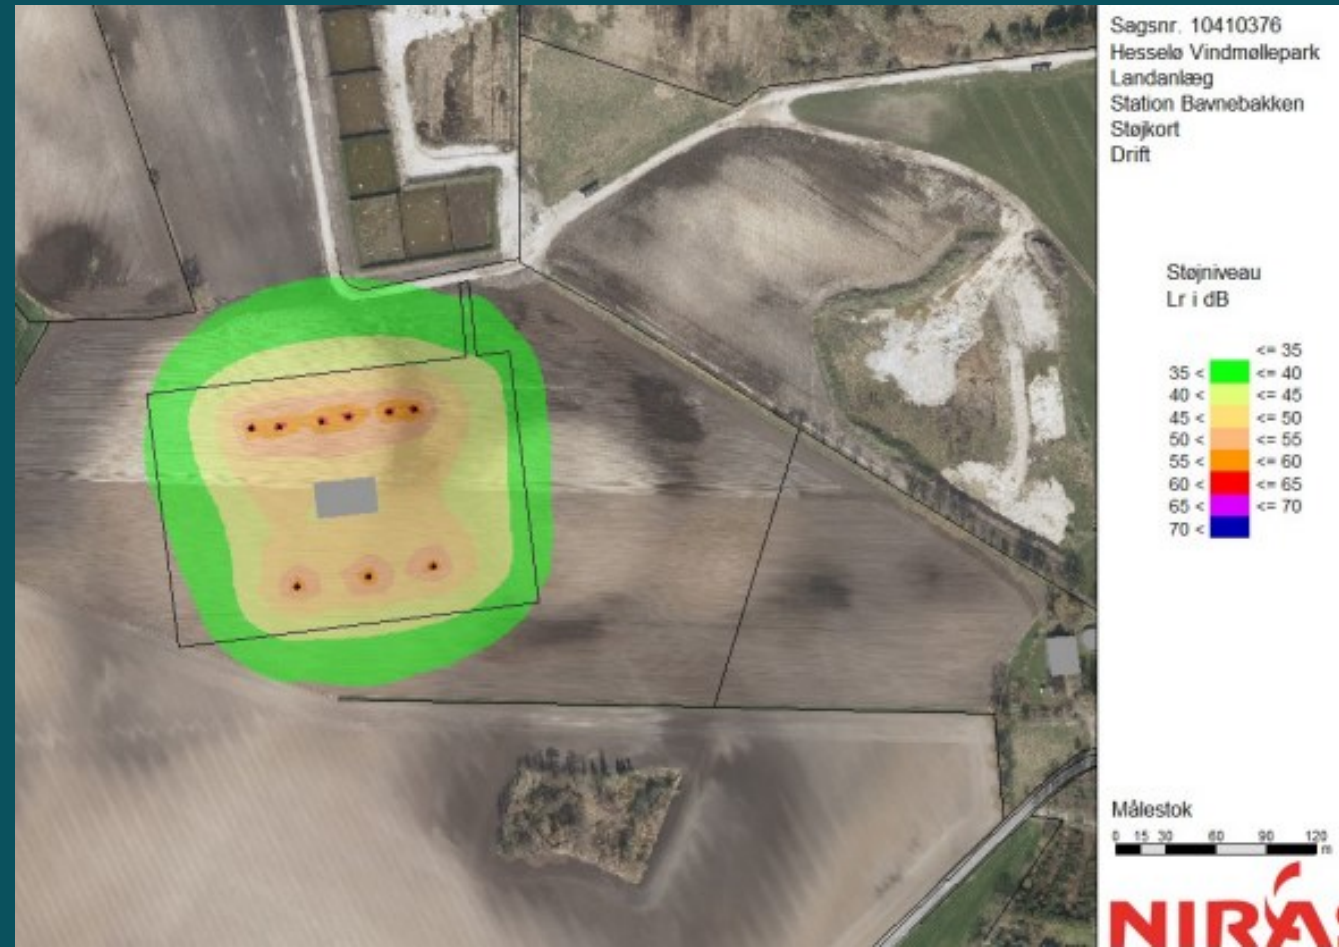 Sagsnr. 10410376
Hesselø Vindmøllepark
Landanlæg
Station Bavnebakken
Støjkort
Drift
Støjniveau
Lr i dB
<= 35
35 < <= 40
40 < <= 45
45 < <= 50
50 < <= 55
55 < <= 60
60 < <= 65
65 < <= 70
70 <
Målestok
0 15 30 60 90 120
m
NIRAS